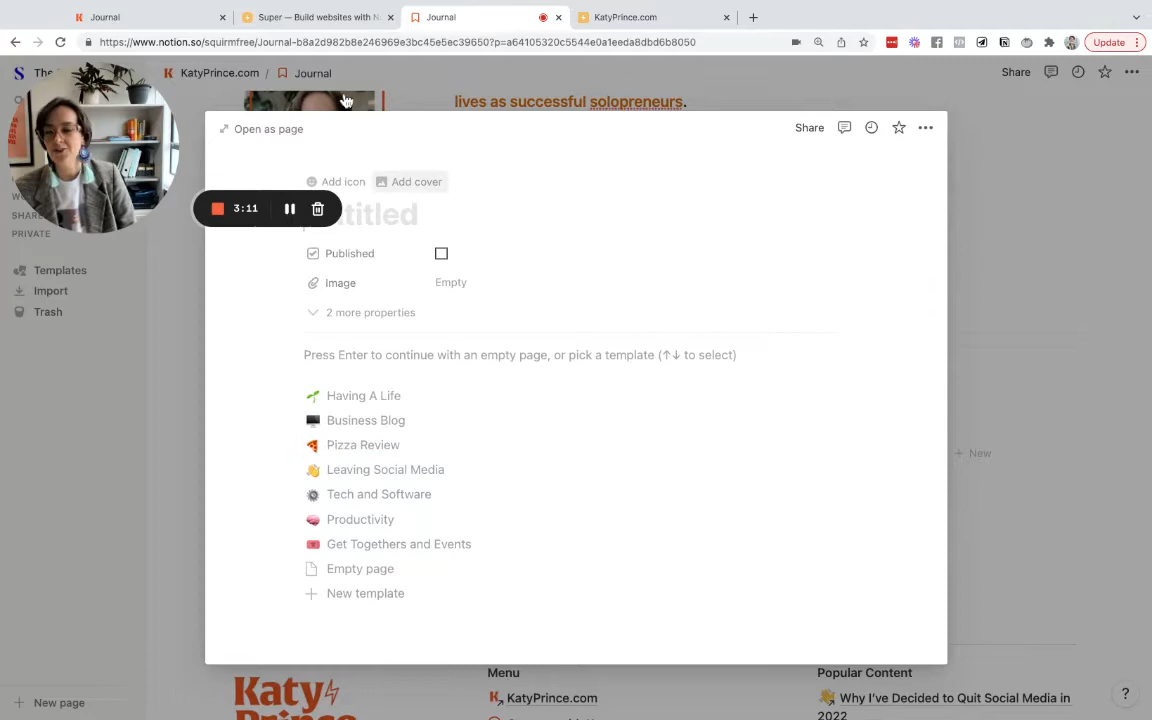 Journal
Super — Build websites with N
Journal
KatyPrince.com
https://www.notion.so/squirmfree/Journal-b8a2d982b8e246969e3bc45e5ec39650?p=a64105320c5544e0a1eeda8dbd6b8050
Update
KatyPrince.com / Journal
Share
lives as successful solopreneurs.
Open as page
Share
Add icon
Add cover
3:11
Published
Image
Empty
2 more properties
Press Enter to continue with an empty page, or pick a template (↑↓ to select)
Having A Life
Business Blog
Pizza Review
Leaving Social Media
Tech and Software
Productivity
Get Togethers and Events
Empty page
New template
SHARE
PRIVATE
Templates
Import
Trash
New
New page
Katy
Prince
Menu
KatyPrince.com
Popular Content
Why I've Decided to Quit Social Media in
2022
?